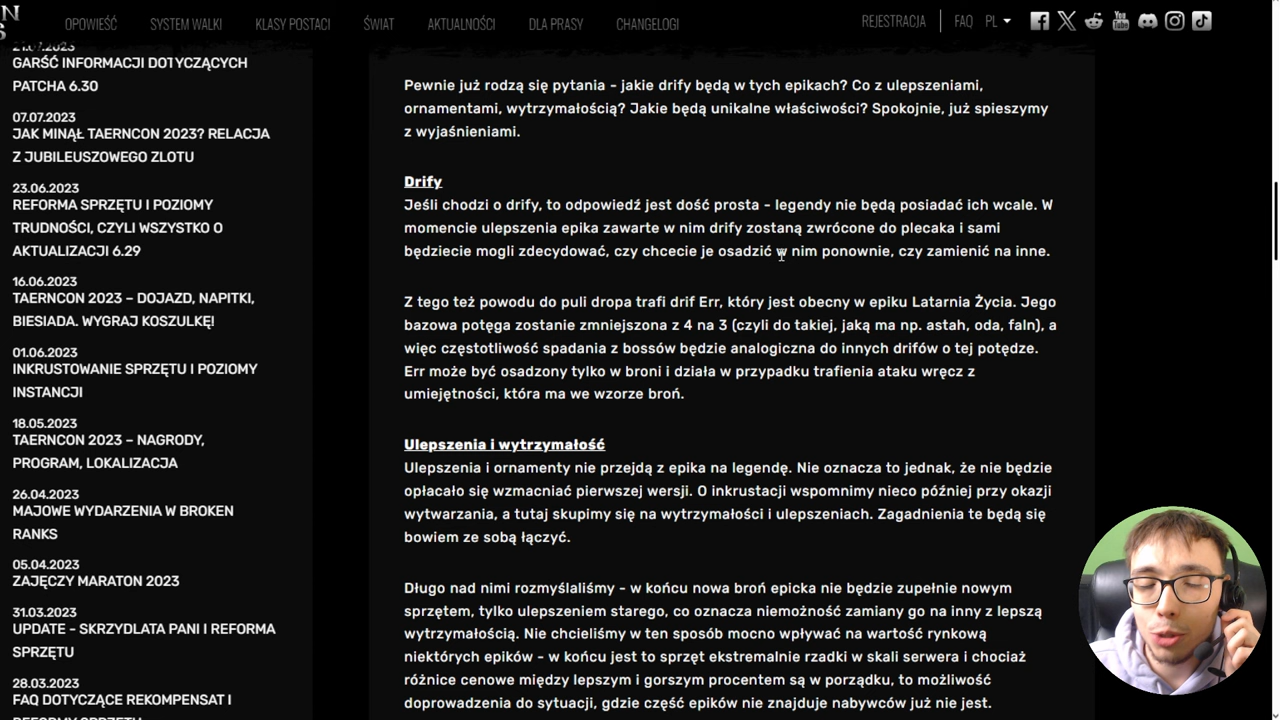 OPOWIEŚĆ
SYSTEM WALKI
KLASY POSTACI
ŚWIAT
AKTUALNOŚCI
DLA PRASY
CHANGELOG
REJESTRACJA
FAQ
PL
GARŚĆ INFORMACJI DOTYCZĄCYCH
PATCHA 6.30
07.07.2023
JAK MINĄŁ TAERNCON 2023? RELACJA
Z JUBILEUSZOWEGO ZLOTU
23.06.2023
REFORMA SPRZĘTU I POZIOMY
TRUDNOŚCI, CZYLI WSZYSTKO O
AKTUALIZACJI 6.29
16.06.2023
TAERNCON 2023 – DOJAZD, NAPITKI,
BIESIADA. WYGRAJ KOSZULKĘ!
01.06.2023
INKRUSTOWANIE SPRZĘTU I POZIOMY
INSTANCJI
18.05.2023
TAERNCON 2023 – NAGRODY,
PROGRAM, LOKALIZACJA
26.04.2023
MAJOWE WYDARZENIA W BROKEN
RANKS
05.04.2023
ZAJĘCZY MARATON 2023
31.03.2023
UPDATE - SKRZYDLATA PANI I REFORMA
SPRZĘTU
28.03.2023
FAQ DOTYCZĄCE REKOMPENSAT I
REFORMY SPRZĘTU
Pewnie już rodzą się pytania - jakie drify będą w tych epikach? Co z ulepszeniami,
ornamentami, wytrzymałością? Jakie będą unikalne właściwości? Spokojnie, już spieszymy
z wyjaśnieniami.
Drify
Jeśli chodzi o drify, to odpowiedź jest dość prosta - legendy nie będą posiadać ich wcale. W
momencie ulepszenia epika zawarte w nim drify zostaną zwrócone do plecaka i sami
będziecie mogli zdecydować, czy chcecie je osadzić w nim ponownie, czy zamienić na inne.
Z tego też powodu do puli dropa trafi drif Err, który jest obecny w epiku Latarnia Życia. Jego
bazowa potęga zostanie zmniejszona z 4 na 3 (czyli do takiej, jaką ma np. astah, oda, faln), a
więc częstotliwość spadania z bossów będzie analogiczna do innych drifów o tej potędze.
Err może być osadzony tylko w broni i działa w przypadku trafienia ataku wręcz z
umiejętności, która ma we wzorze broń.
Ulepszenia i wytrzymałość
Ulepszenia i ornamenty nie przejdą z epika na legendę. Nie oznacza to jednak, że nie będzie
opłacało się wzmacniać pierwszej wersji. O inkrustacji wspomnimy nieco później przy okazji
wytwarzania, a tutaj skupimy się na wytrzymałości i ulepszeniach. Zagadnienia te będą się
bowiem ze sobą łączyć.
Długo nad nimi rozmyślaliśmy - w końcu nowa broń epicka nie będzie zupełnie nowym
sprzętem, tylko ulepszeniem starego, co oznacza niemożność zamiany go na inny z lepszą
wytrzymałością. Nie chcieliśmy w ten sposób mocno wpływać na wartość rynkową
niektórych epików - w końcu jest to sprzęt ekstremalnie rzadki w skali serwera i chociaż
różnice cenowe między lepszym i gorszym procentem są w porządku, to możliwość
doprowadzenia do sytuacji, gdzie część epików nie znajduje nabywców już nie jest.